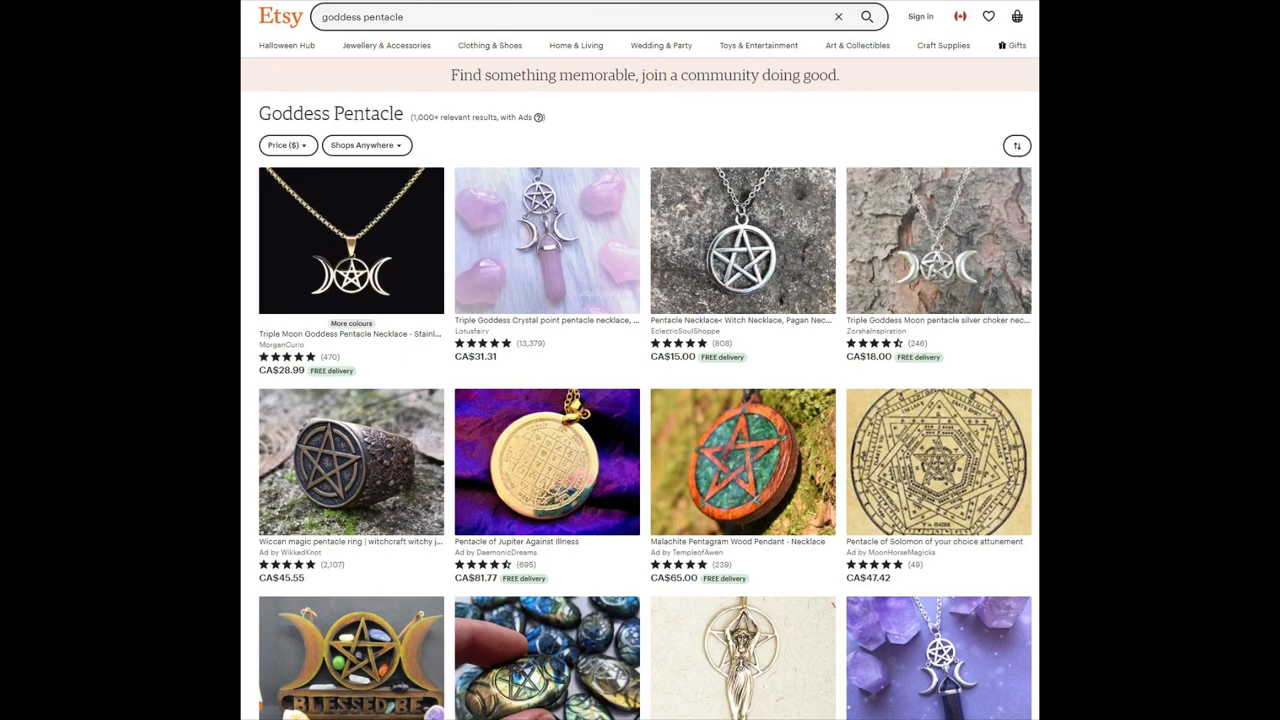 Etsy
goddess pentacle
Sign in
Halloween Hub
Jewellery & Accessories
Clothing & Shoes
Home & Living
Wedding & Party
Toys & Entertainment
Art & Collectibles
Craft Supplies
Gifts
Find something memorable, join a community doing good.
Goddess Pentacle
(1,000+ relevant results, with Ads ?)
Price ($)
Shops Anywhere
More colours
Triple Moon Goddess Pentacle Necklace - Stainl...
MorganCurio
(470)
CA$28.99 FREE delivery
Triple Goddess Crystal point pentacle necklace, ...
Lotusfairy
(13,379)
CA$31.31
Pentacle Necklace< Witch Necklace, Pagan Nec...
EclecticSoulShoppe
(808)
CA$15.00 FREE delivery
Triple Goddess Moon pentacle silver choker nec...
ZorshaInspiration
(246)
CA$18.00 FREE delivery
Wiccan magic pentacle ring | witchcraft witchy j...
Ad by WikkedKnot
(2,107)
CA$45.55
Pentacle of Jupiter Against Illness
Ad by DaemonicDreams
(695)
CA$81.77 FREE delivery
Malachite Pentagram Wood Pendant - Necklace
Ad by TempleofAwen
(239)
CA$65.00 FREE delivery
Pentacle of Solomon of your choice attunement
Ad by MoonHorseMagicks
(49)
CA$47.42
BLESSED BE